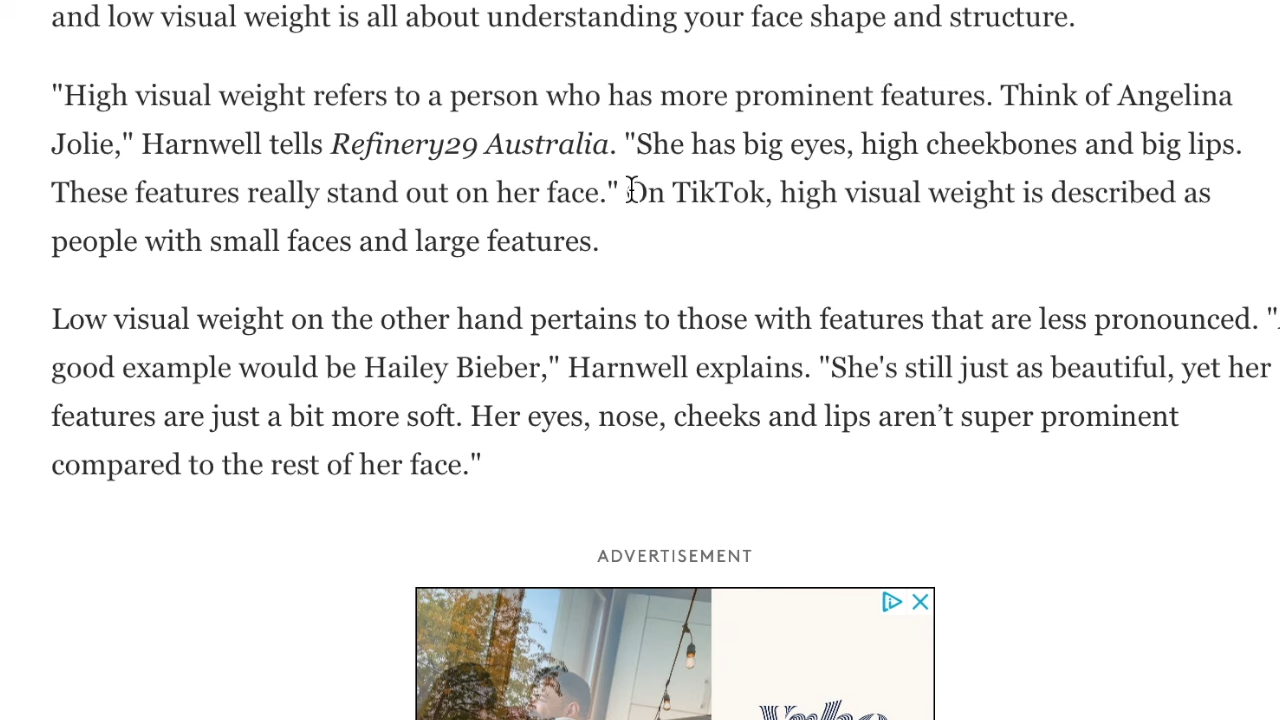 and low visual weight is all about understanding your face shape and structure.
"High visual weight refers to a person who has more prominent features. Think of Angelina
Jolie," Harnwell tells Refinery29 Australia. "She has big eyes, high cheekbones and big lips.
These features really stand out on her face." On TikTok, high visual weight is described as
people with small faces and large features.
Low visual weight on the other hand pertains to those with features that are less pronounced. "
good example would be Hailey Bieber," Harnwell explains. "She's still just as beautiful, yet her
features are just a bit more soft. Her eyes, nose, cheeks and lips aren’t super prominent
compared to the rest of her face."
ADVERTISEMENT